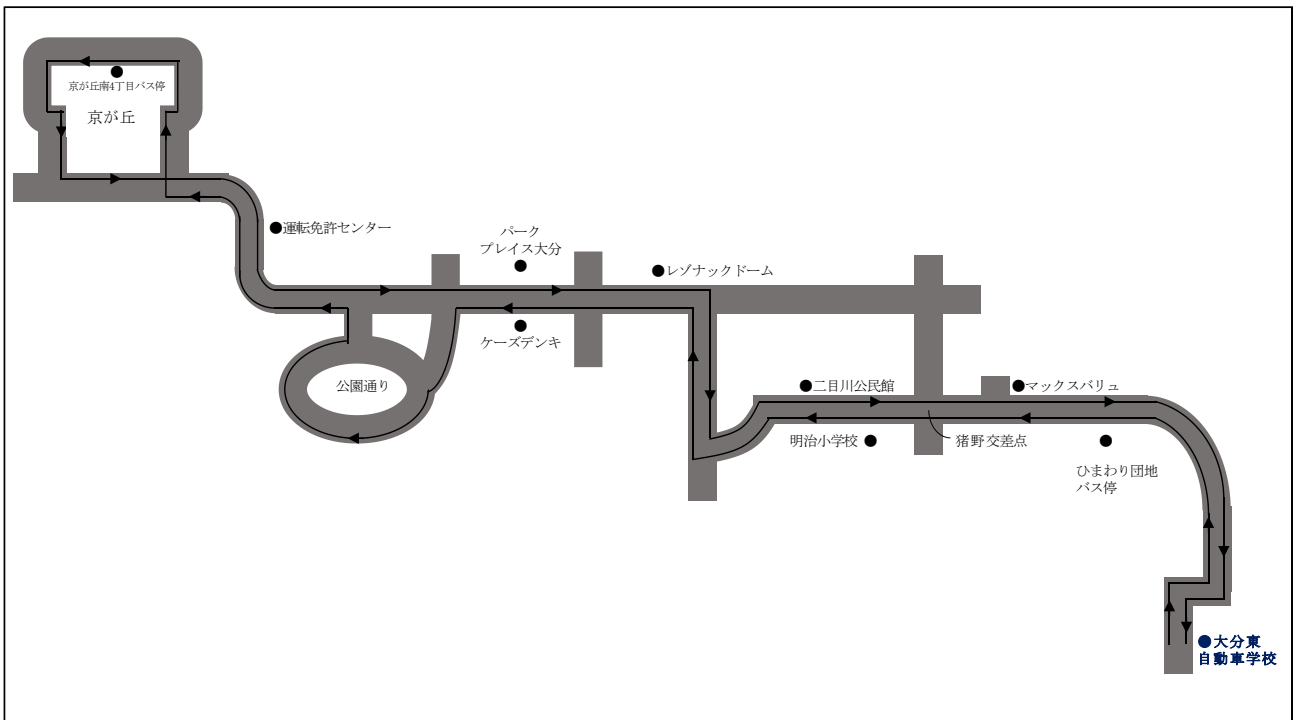 京が丘南4丁目バス停
京が丘
●運転免許センター
パーク
プレイス大分
●レゾナックドーム
ケーズデンキ
公園通り
●二目川公民館
●マックスバリュ
明治小学校●
猪野交差点
ひまわり団地
バス停
●大分東
自動車学校